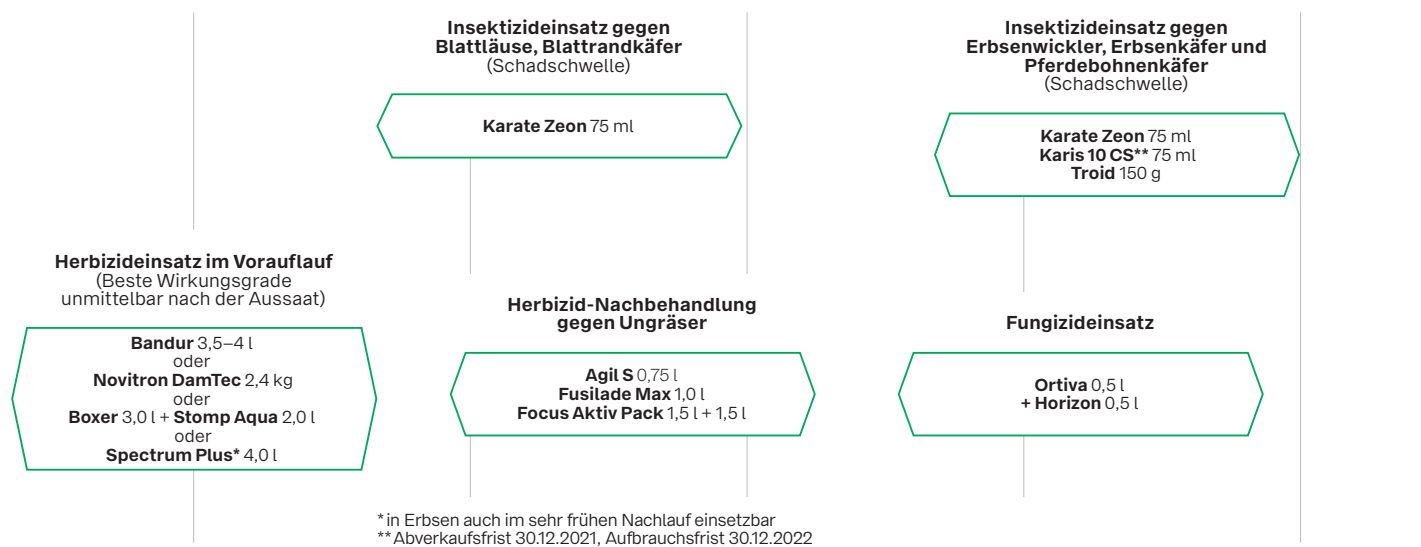 Insektizideinsatz gegen
Blattläuse, Blattrandkäfer
(Schadschwelle)
Karate Zeon 75 ml
Insektizideinsatz gegen
Erbsenwickler, Erbsenkäfer und
Pferdebohnenkäfer
(Schadschwelle)
Karate Zeon 75 ml
Karis 10 CS** 75 ml
Troid 150 g
Herbizideinsatz im Vorauflauf
(Beste Wirkungsgrade
unmittelbar nach der Aussaat)
Bandur 3,5–4 l
oder
Novitron DamTec 2,4 kg
oder
Boxer 3,0 l + Stomp Aqua 2,0 l
oder
Spectrum Plus* 4,0 l
Herbizid-Nachbehandlung
gegen Ungräser
Agil S 0,75 l
Fusilade Max 1,0 l
Focus Aktiv Pack 1,5 l + 1,5 l
Fungizideinsatz
Ortiva 0,5 l
+ Horizon 0,5 l
* in Erbsen auch im sehr frühen Nachlauf einsetzbar
** Abverkaufsfrist 30.12.2021, Aufbrauchsfrist 30.12.2022